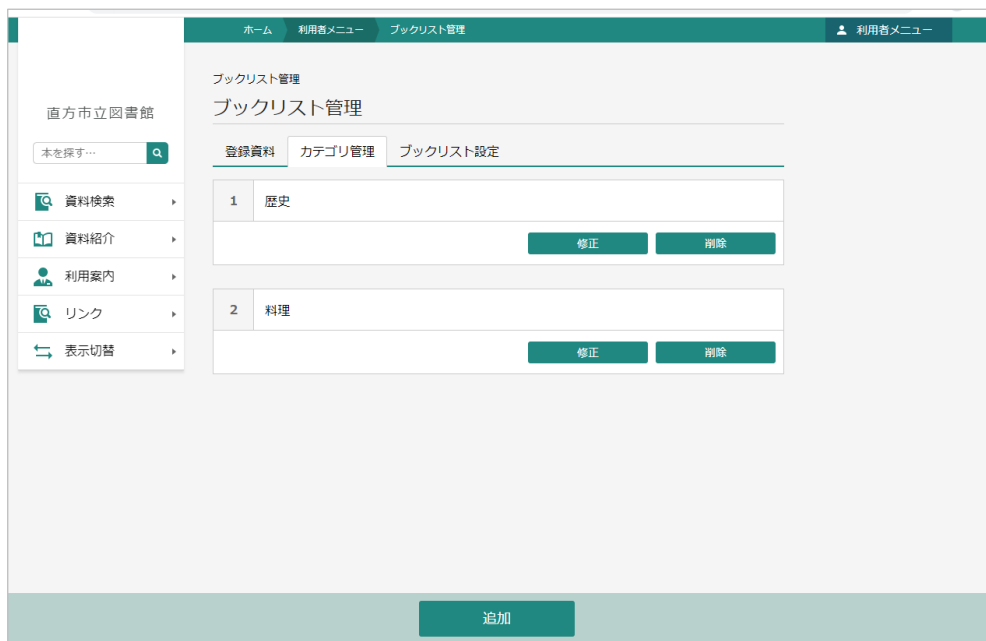 ホーム 利用者メニュー ブックリスト管理 利用者メニュー
直方市立図書館
本を探す…
資料検索
資料紹介
利用案内
リンク
表示切替
ブックリスト管理
ブックリスト管理
登録資料 カテゴリ管理 ブックリスト設定
1 歴史
修正 削除
2 料理
修正 削除
追加